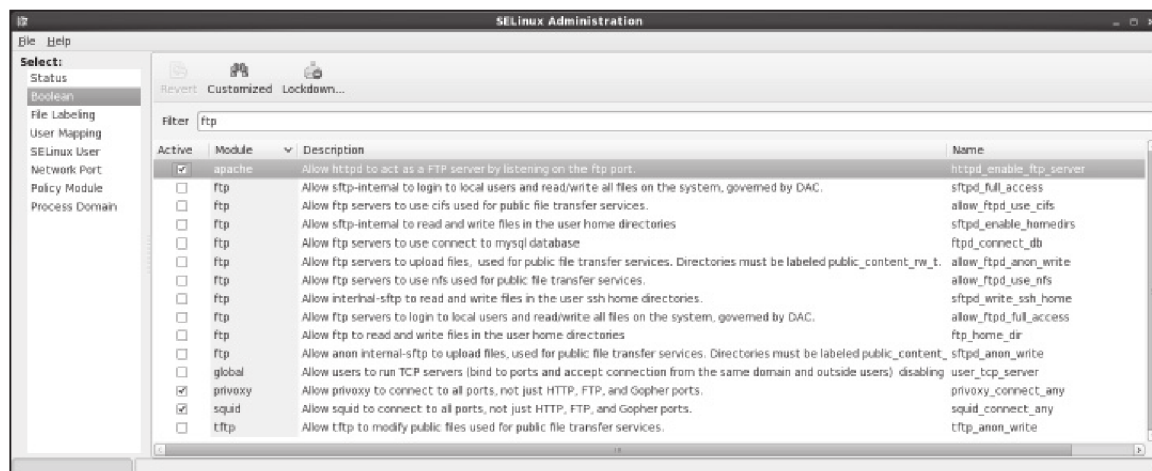 SELinux Administration
File Help
Select:
Status
Boolean
File Labeling
User Mapping
SELinux User
Network Port
Policy Module
Process Domain
Revert Customized Lockdown...
Filter ftp
Active Module Description Name
apache Allow httpd to act as a FTP server by listening on the ftp port. httpd_enable_ftp_server
ftp Allow sftp-internal to login to local users and read/write all files on the system, governed by DAC. sftpd_full_access
ftp Allow ftp servers to use cifs used for public file transfer services. allow_ftpd_use_cifs
ftp Allow sftp-internal to read and write files in the user home directories sftpd_enable_homedirs
ftp Allow ftp servers to use connect to mysql database ftpd_connect_db
ftp Allow ftp servers to upload files, used for public file transfer services. Directories must be labeled public_content_rw_t. allow_ftpd_anon_write
ftp Allow ftp servers to use nfs used for public file transfer services. allow_ftpd_use_nfs
ftp Allow interlnal-sftp to read and write files in the user ssh home directories. sftpd_write_ssh_home
ftp Allow ftp servers to login to local users and read/write all files on the system, governed by DAC. allow_ftpd_full_access
ftp Allow ftp to read and write files in the user home directories ftp_home_dir
ftp Allow anon internal-sftp to upload files, used for public file transfer services. Directories must be labeled public_content_ sftpd_anon_write
global Allow users to run TCP servers (bind to ports and accept connection from the same domain and outside users) disabling user_tcp_server
privoxy Allow privoxy to connect to all ports, not just HTTP, FTP, and Gopher ports. privoxy_connect_any
squid Allow squid to connect to all ports, not just HTTP, FTP, and Gopher ports. squid_connect_any
tftp Allow tftp to modify public files used for public file transfer services. tftp_anon_write